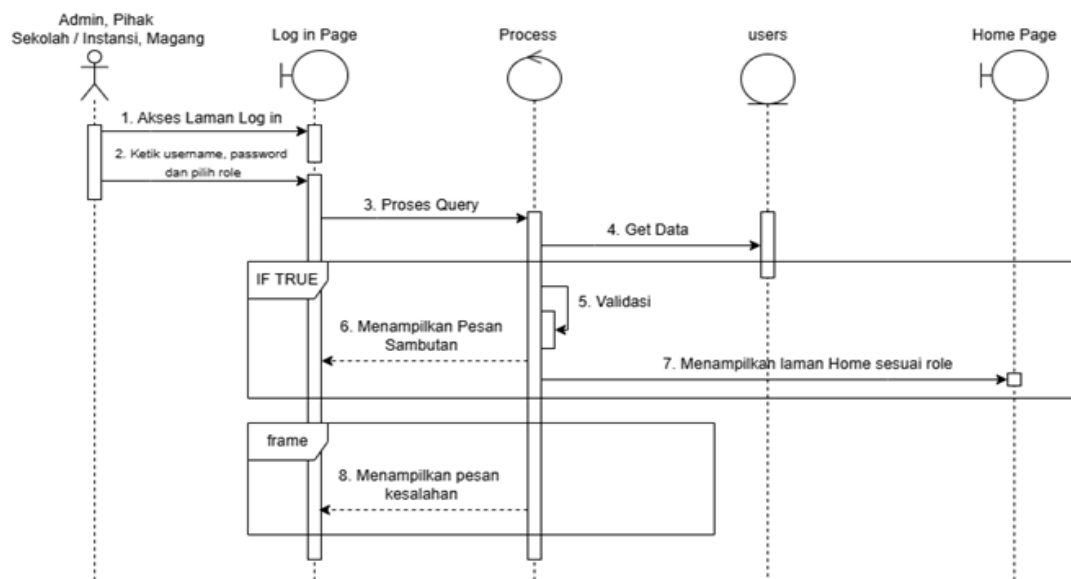 Admin, Pihak
Sekolah / Instansi, Magang
Log in Page
Process
users
Home Page
1. Akses Laman Log in
2. Ketik username, password
dan pilih role
3. Proses Query
4. Get Data
IF TRUE
5. Validasi
6. Menampilkan Pesan
Sambutan
7. Menampilkan laman Home sesuai role
frame
8. Menampilkan pesan
kesalahan